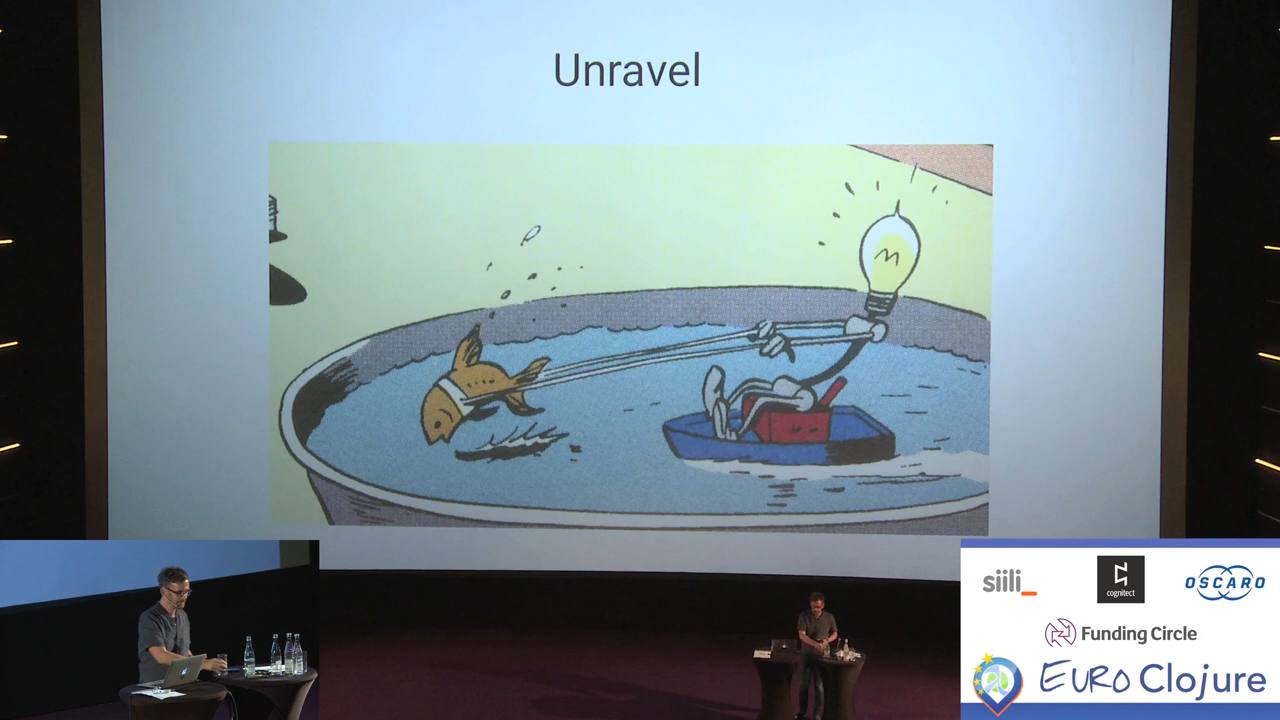 Unravel
siili_
cognitect
OSCARO
Funding Circle
EURO Clojure